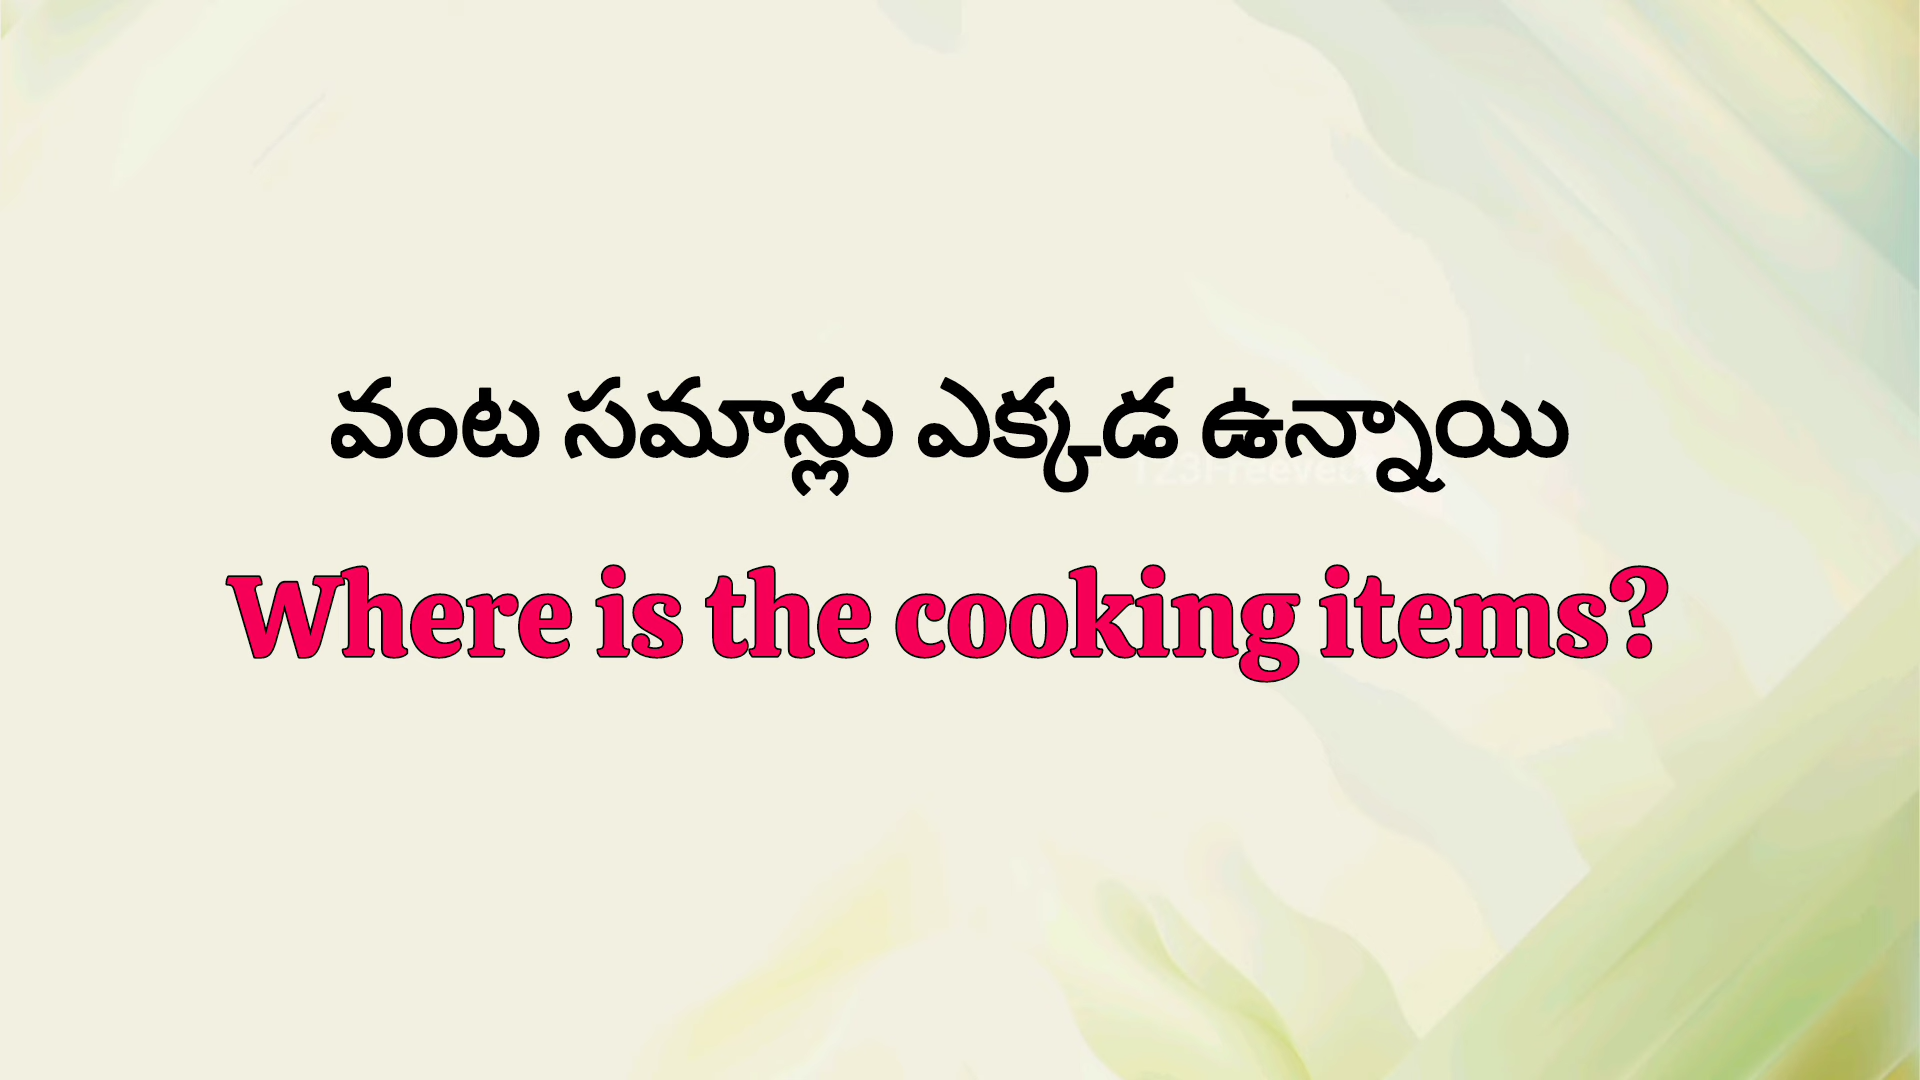 వంట సమాన్లు ఎక్కడ ఉన్నాయి
Where is the cooking items?